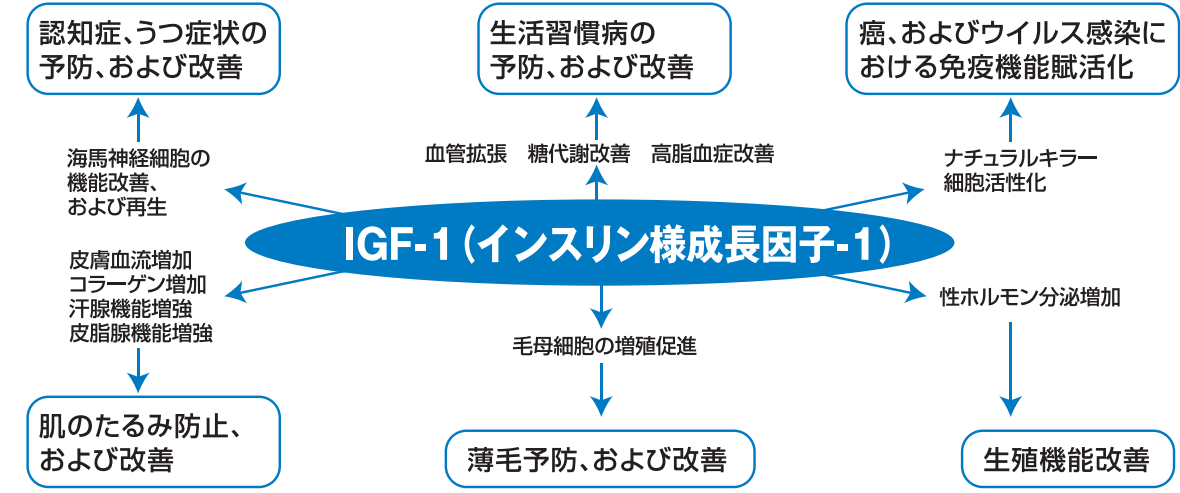 認知症、うつ症状の
予防、および改善
生活習慣病の
予防、および改善
癌、およびウイルス感染に
おける免疫機能賦活化
海馬神経細胞の
機能改善、
および再生
血管拡張 糖代謝改善 高脂血症改善
ナチュラルキラー
細胞活性化
IGF-1（インスリン様成長因子-1）
皮膚血流増加
コラーゲン増加
汗腺機能増強
皮脂腺機能増強
毛母細胞の増殖促進
性ホルモン分泌増加
肌のたるみ防止、
および改善
薄毛予防、および改善
生殖機能改善